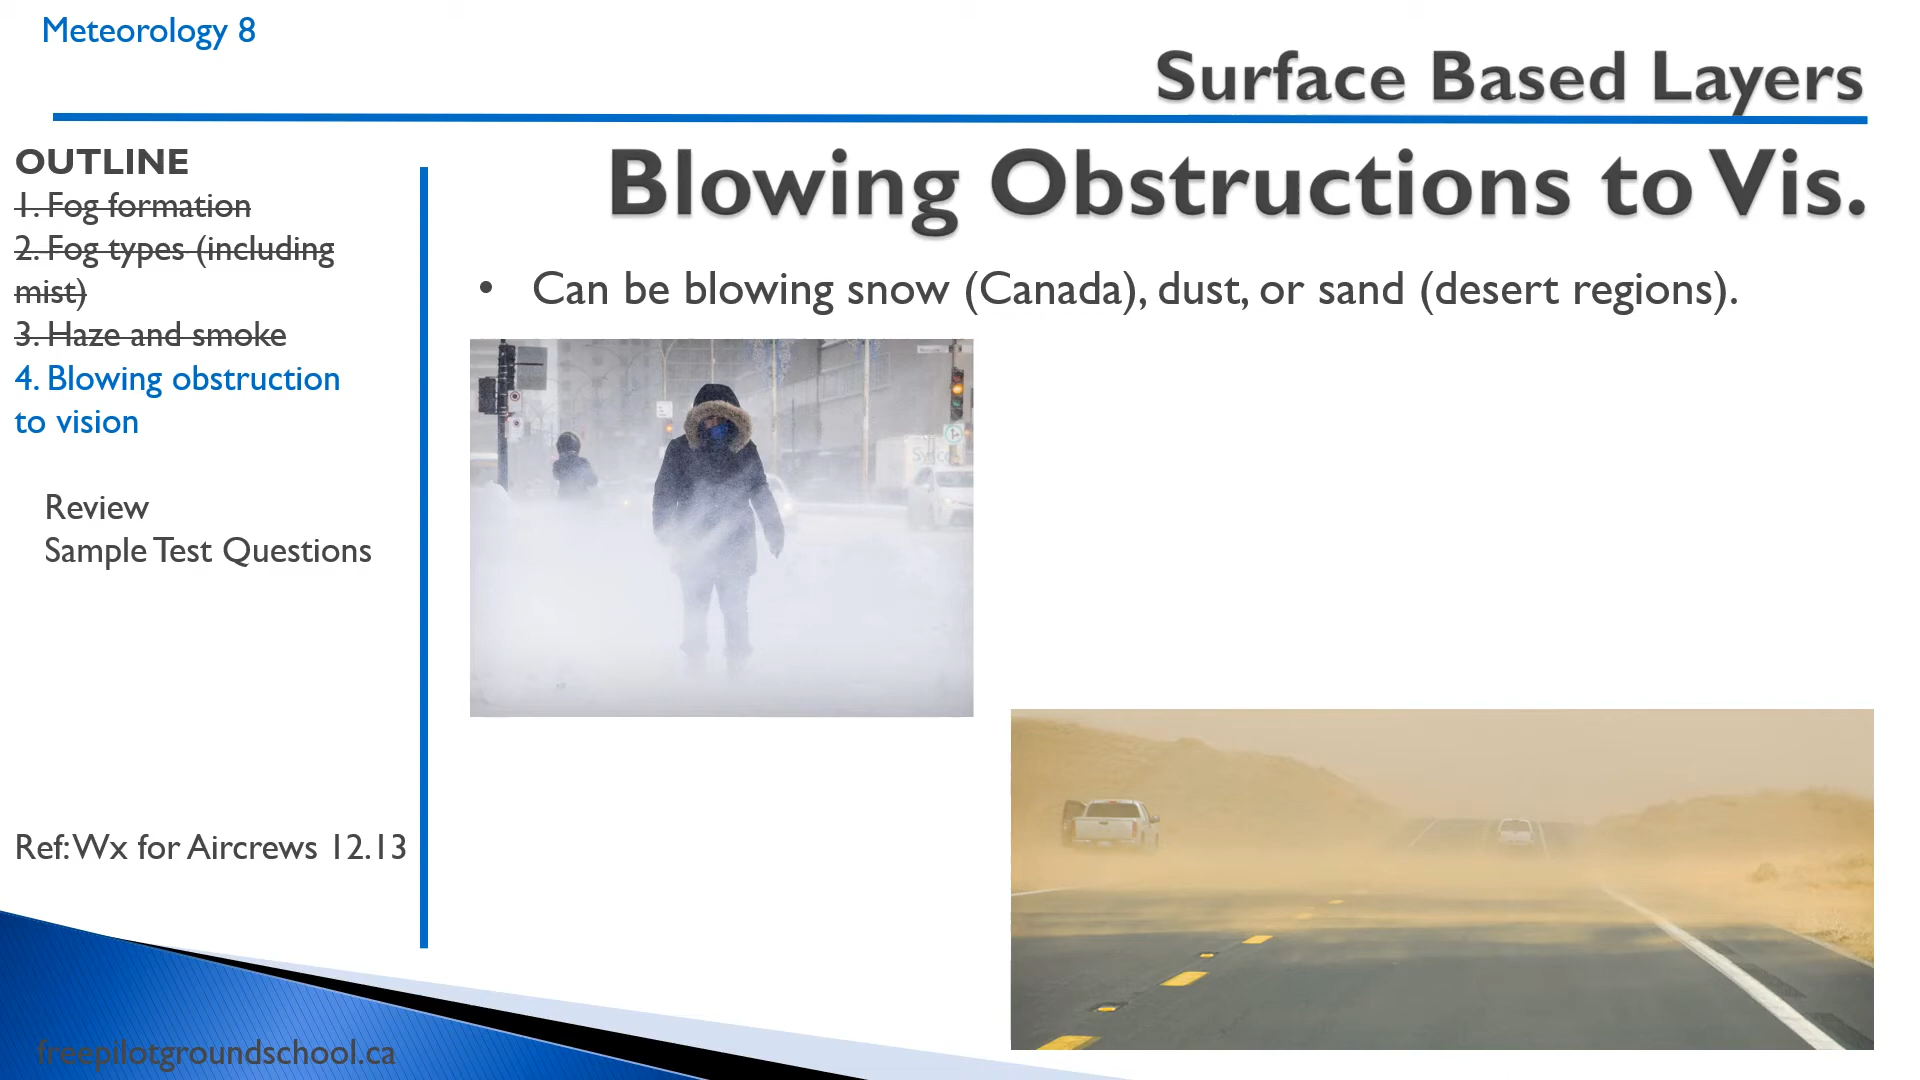 Meteorology 8
Surface Based Layers
OUTLINE
1. Fog formation
2. Fog types (including
mist)
3. Haze and smoke
4. Blowing obstruction
to vision
Review
Sample Test Questions
Ref: Wx for Aircrews 12.13
freepilotgroundschool.ca
Blowing Obstructions to Vis.
• Can be blowing snow (Canada), dust, or sand (desert regions).